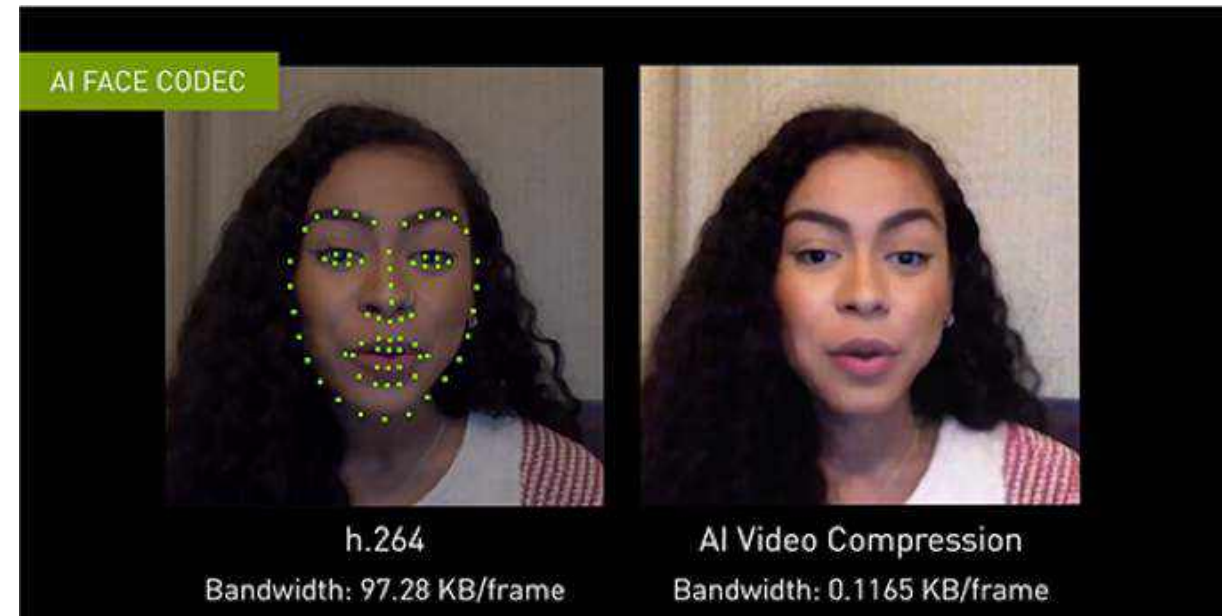 AI FACE CODEC
h.264
Bandwidth: 97.28 KB/frame
AI Video Compression
Bandwidth: 0.1165 KB/frame